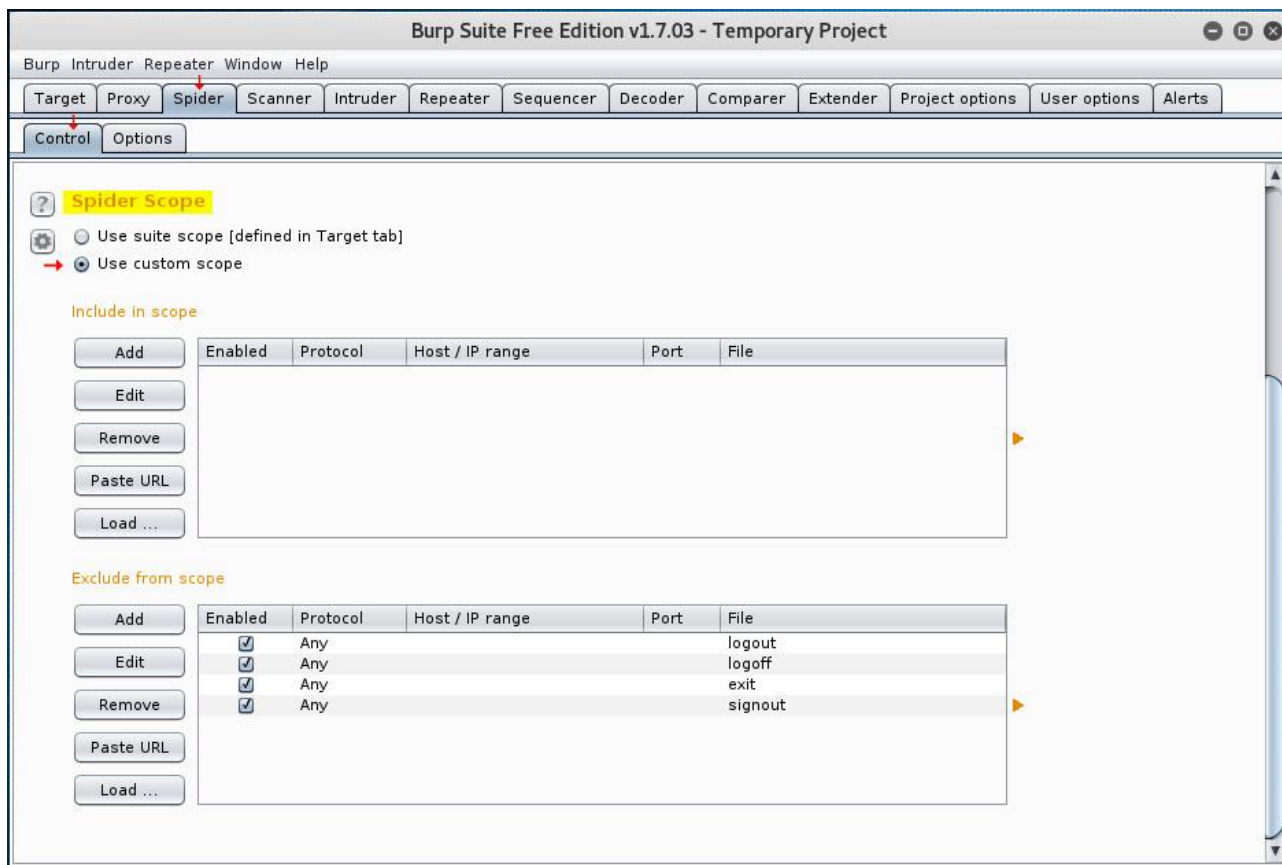 Burp Suite Free Edition v1.7.03 - Temporary Project
Burp Intruder Repeater Window Help
Target Proxy Spider Scanner Intruder Repeater Sequencer Decoder Comparer Extender Project options User options Alerts
Control Options
? Spider Scope
Use suite scope [defined in Target tab]
Use custom scope
Include in scope
Add Enabled Protocol Host / IP range Port File
Edit
Remove
Paste URL
Load ...
Exclude from scope
Add Enabled Protocol Host / IP range Port File
Any logout
Edit Any logoff
Any exit
Remove Any signout
Paste URL
Load ...